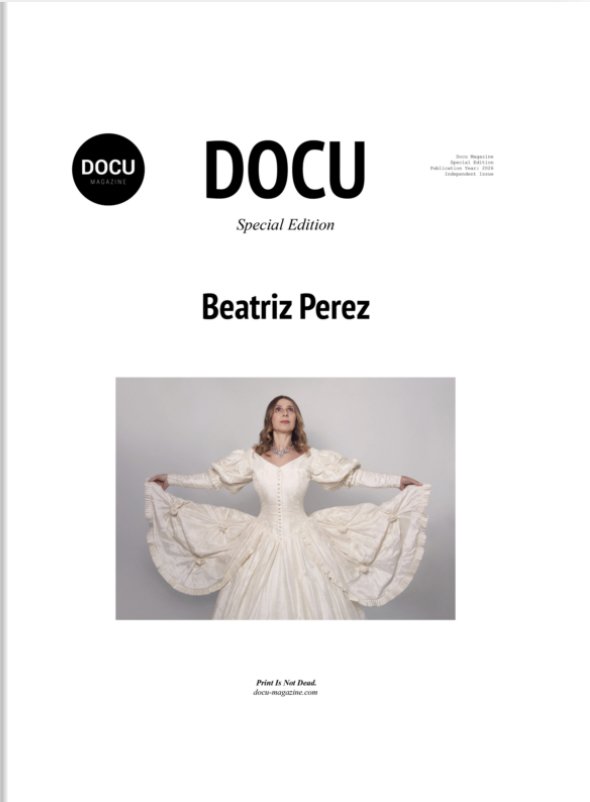 DOCU
MAGAZINE
DOCU
Docu Magazine
Special Edition
Publication Year: 2026
Independent Issue
Special Edition
Beatriz Perez
Print Is Not Dead.
docu-magazine.com